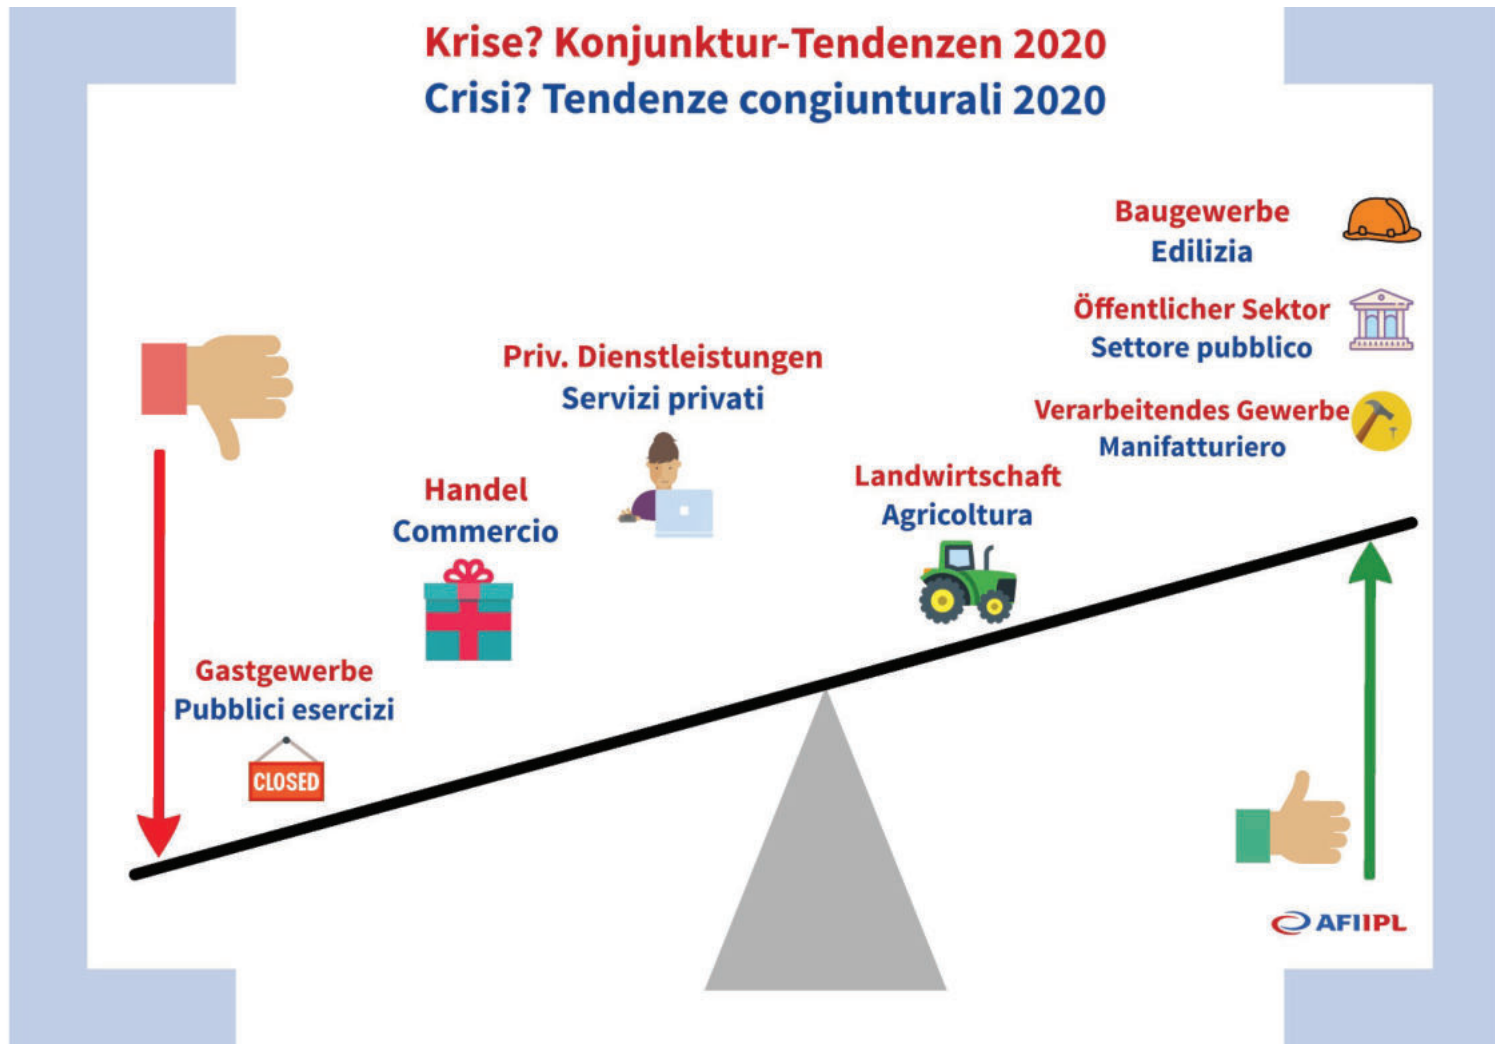 Krise? Konjunktur-Tendenzen 2020
Crisi? Tendenze congiunturali 2020
Baugewerbe
Edilizia
Öffentlicher Sektor
Settore pubblico
Priv. Dienstleistungen
Servizi privati
Verarbeitendes Gewerbe
Manifatturiero
Landwirtschaft
Agricoltura
Handel
Commercio
Gastgewerbe
Pubblici esercizi
CLOSED
AFIIPL